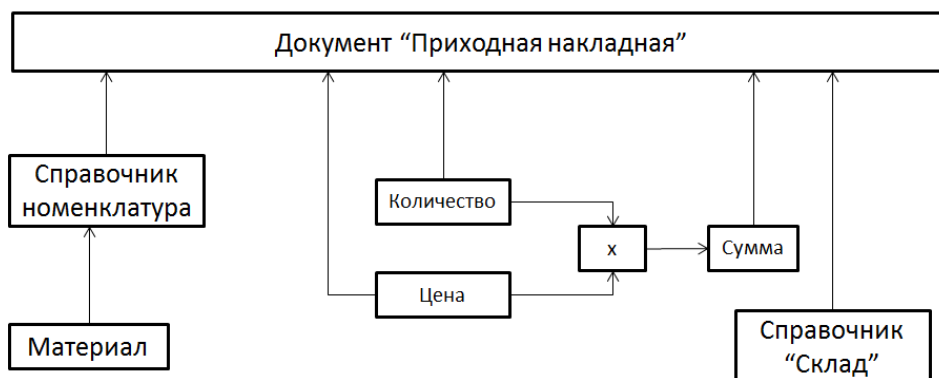 Документ “Приходная накладная”
Справочник
номенклатура
Количество
x
Сумма
Цена
Материал
Справочник
“Склад”